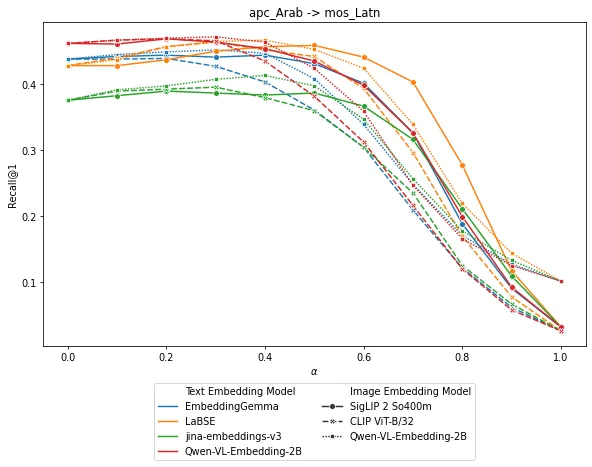 apc_Arab -> mos_Latn
Recall@1
0.4
0.3
0.2
0.1
0.0 0.2 0.4 0.6 0.8 1.0
α
Text Embedding Model Image Embedding Model
EmbeddingGemma SigLIP 2 So400m
LaBSE CLIP ViT-B/32
jina-embeddings-v3 Qwen-VL-Embedding-2B
Qwen-VL-Embedding-2B